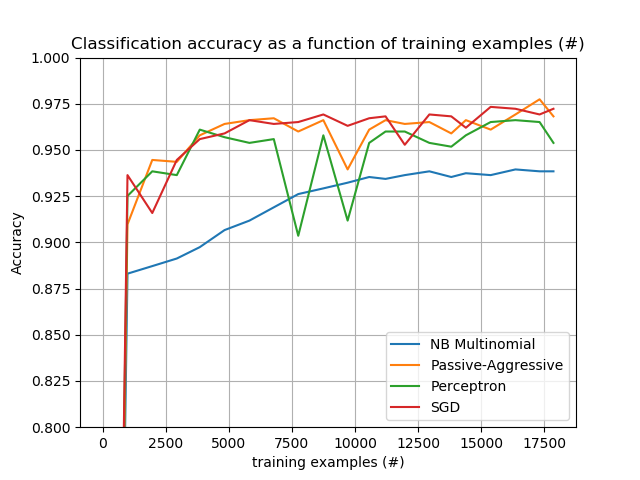 Classification accuracy as a function of training examples (#)
1.000
0.975
0.950
0.925
0.900
0.875
0.850
0.825
0.800
Accuracy
NB Multinomial
Passive-Aggressive
Perceptron
SGD
0 2500 5000 7500 10000 12500 15000 17500
training examples (#)